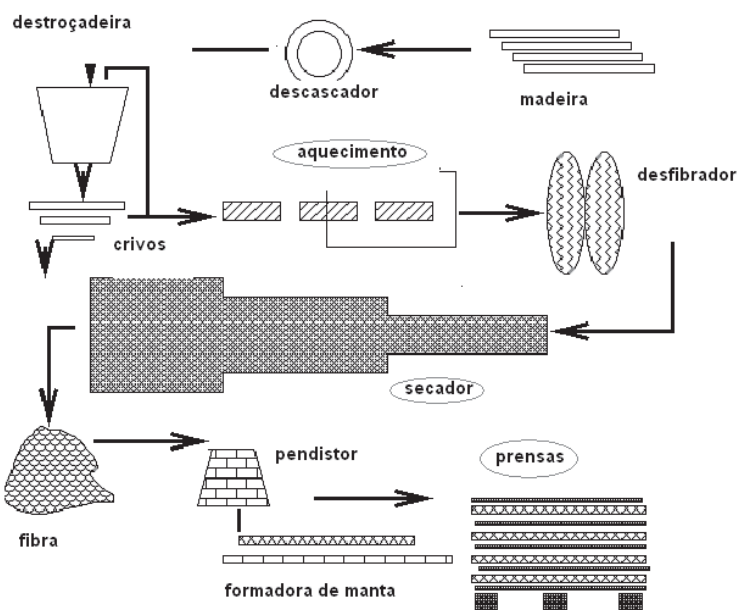 destroçadeira
descascador
madeira
aquecimento
desfibrador
crivos
secador
pendistor
prensas
fibra
formadora de manta